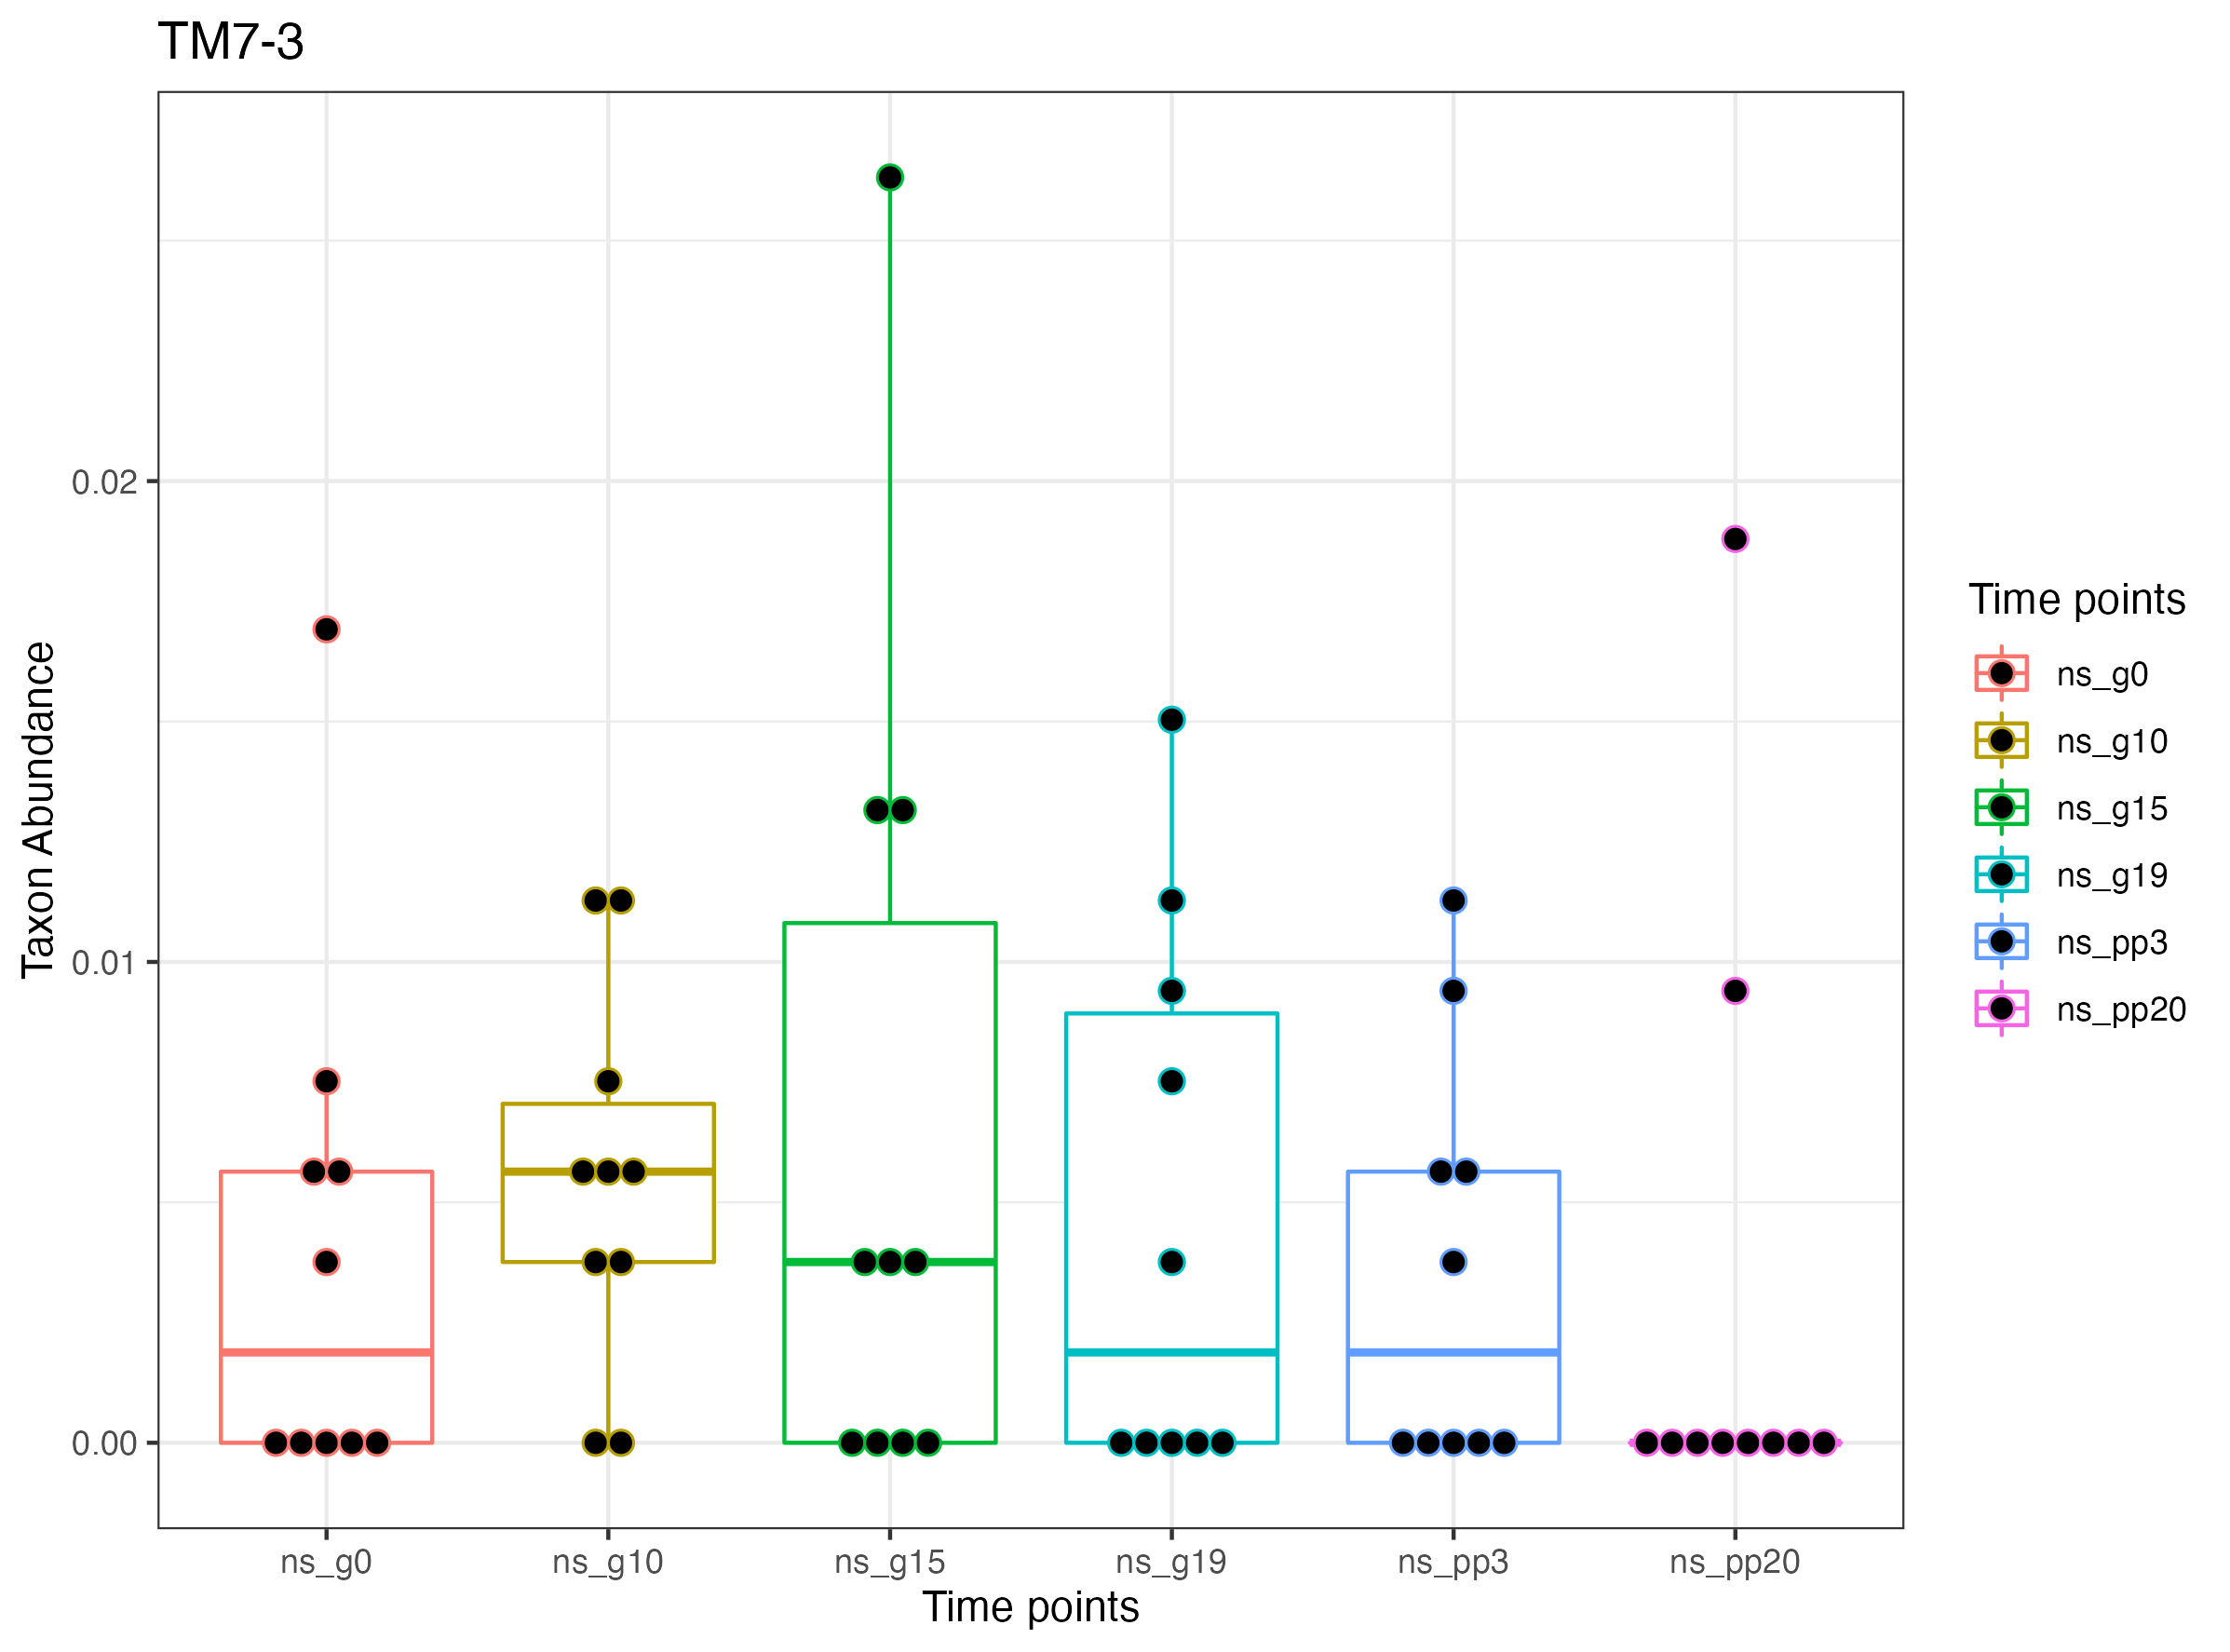 TM7-3
Taxon Abundance
0.02
0.01
0.00
ns_g0
ns_g10
ns_g15
ns_g19
ns_pp3
ns_pp20
Time points
Time points
ns_g0
ns_g10
ns_g15
ns_g19
ns_pp3
ns_pp20